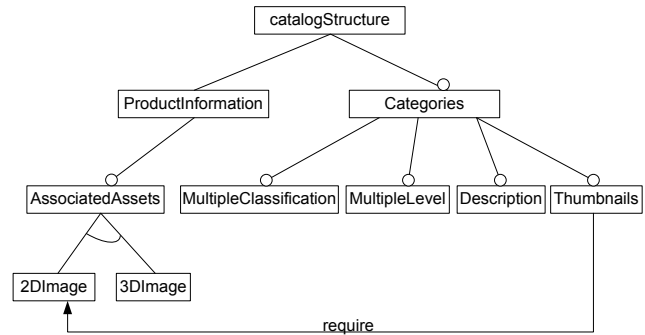 catalogStructure
ProductInformation
Categories
AssociatedAssets
MultipleClassification
MultipleLevel
Description
Thumbnails
2DImage
3DImage
require